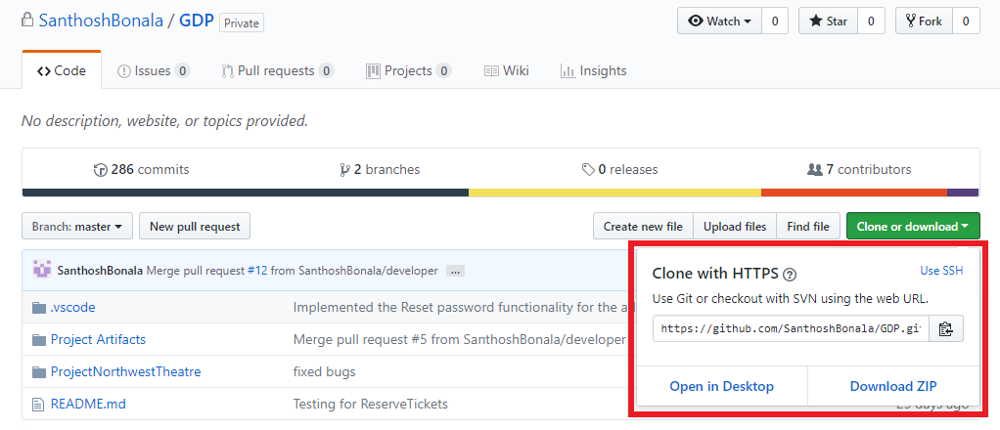 SanthoshBonala / GDP Private
Watch 0 Star 0 Fork 0
Code Issues 0 Pull requests 0 Projects 0 Wiki Insights
No description, website, or topics provided.
286 commits 2 branches 0 releases 7 contributors
Branch: master New pull request Create new file Upload files Find file Clone or download
SanthoshBonala Merge pull request #12 from SanthoshBonala/developer ...
.vscode Implemented the Reset password functionality for the
Project Artifacts Merge pull request #5 from SanthoshBonala/developer
ProjectNorthwestTheatre fixed bugs
README.md Testing for ReserveTickets
Clone with HTTPS ?
Use SSH
Use Git or checkout with SVN using the web URL.
https://github.com/SanthoshBonala/GDP.git
Open in Desktop Download ZIP